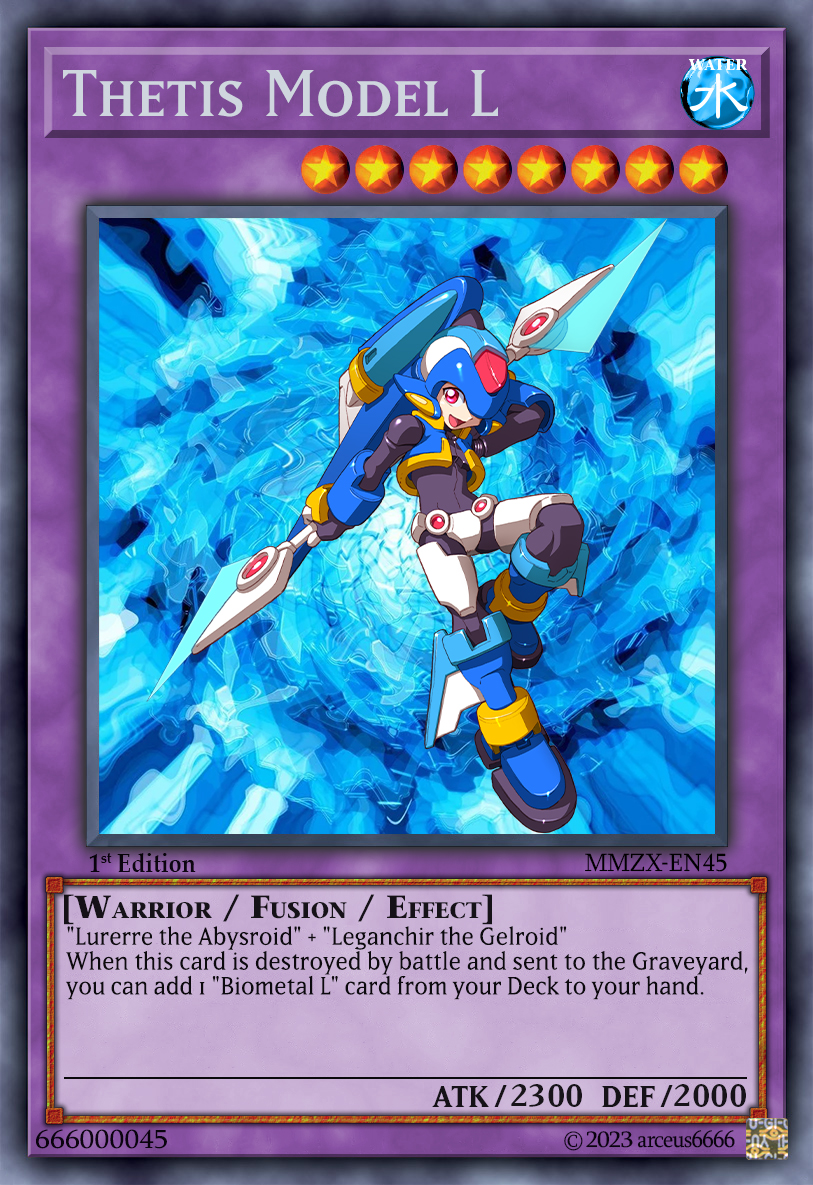 Thetis Model L
WATER
水
1st Edition
MMZX-EN45
[Warrior / Fusion / Effect]
"Lurerre the Abysroid" + "Leganchir the Gelroid"
When this card is destroyed by battle and sent to the Graveyard,
you can add 1 "Biometal L" card from your Deck to your hand.
ATK/2300 DEF/2000
666000045
© 2023 arceus6666